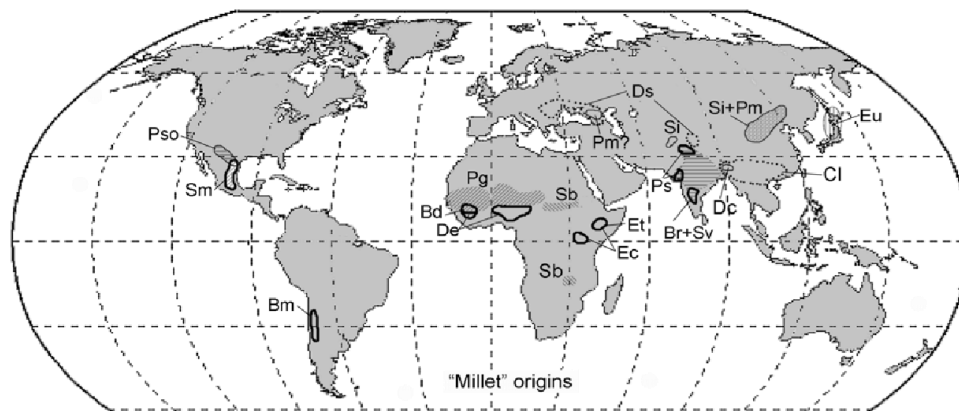 Ds
Si+Pm
Eu
Pso
Si
Pm?
Sm
Pg
Sb
Ps
CI
Bd
De
Et
Dc
Br+Sv
Ec
Sb
Bm
"Millet" origins